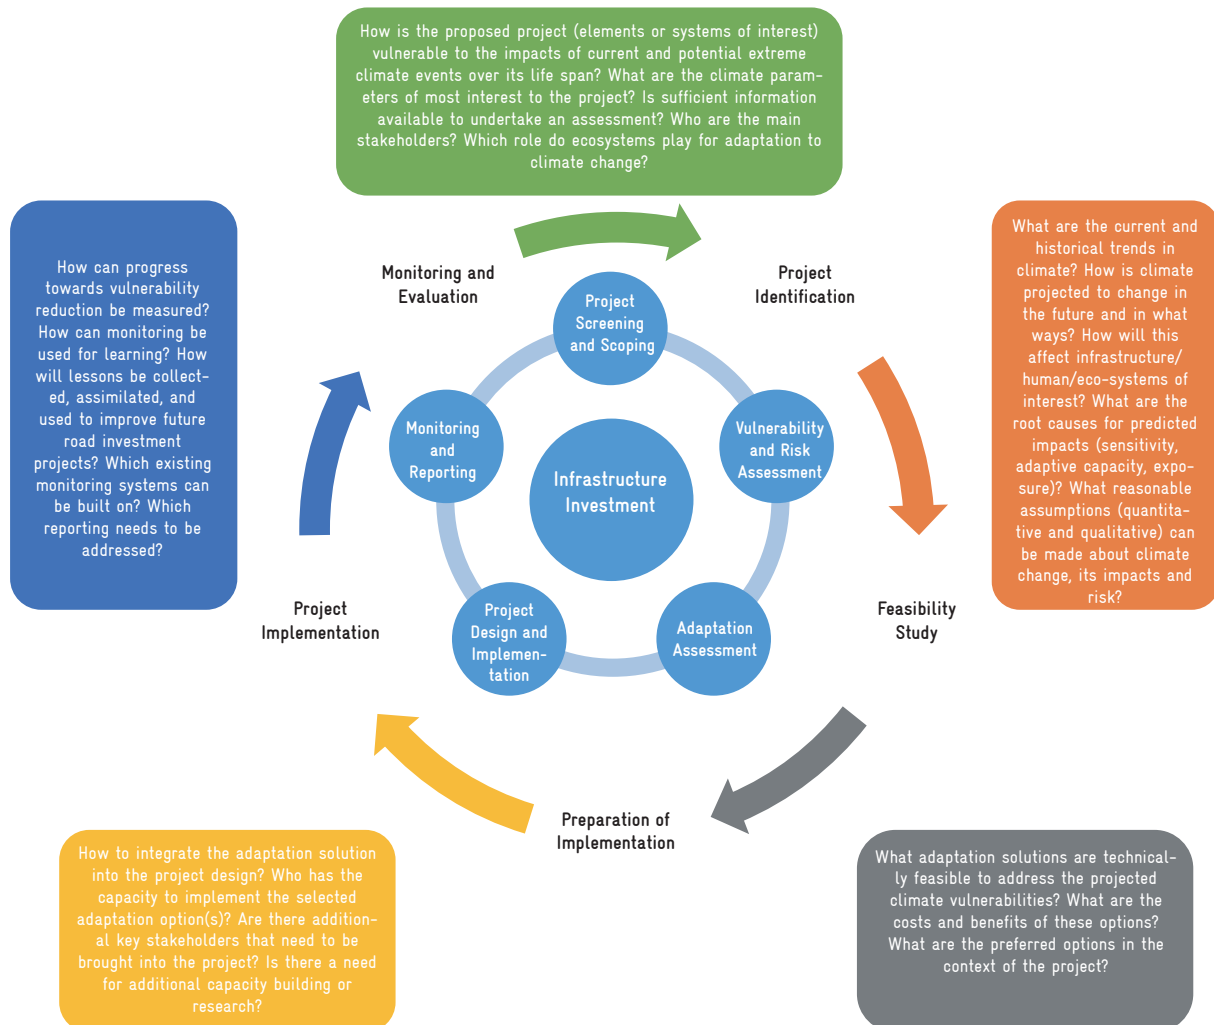 How is the proposed project (elements or systems of interest)
vulnerable to the impacts of current and potential extreme
climate events over its life span? What are the climate param-
eters of most interest to the project? Is sufficient information
available to undertake an assessment? Who are the main
stakeholders? Which role do ecosystems play for adaptation to
climate change?
How can progress
towards vulnerability
reduction be measured?
How can monitoring be
used for learning? How
will lessons be collect-
ed, assimilated, and
used to improve future
road investment
projects? Which existing
monitoring systems can
be built on? Which
reporting needs to be
addressed?
What are the current and
historical trends in
climate? How is climate
projected to change in
the future and in what
ways? How will this
affect infrastructure/
human/eco-systems of
interest? What are the
root causes for predicted
impacts (sensitivity,
adaptive capacity, expo-
sure)? What reasonable
assumptions (quantita-
tive and qualitative) can
be made about climate
change, its impacts and
risk?
Monitoring and
Evaluation
Project
Identification
Project
Screening
and Scoping
Monitoring
and
Reporting
Vulnerability
and Risk
Assessment
Infrastructure
Investment
Project
Implementation
Project
Design and
Implemen-
tation
Adaptation
Assessment
Feasibility
Study
Preparation of
Implementation
How to integrate the adaptation solution
into the project design? Who has the
capacity to implement the selected
adaptation option(s)? Are there addition-
al key stakeholders that need to be
brought into the project? Is there a need
for additional capacity building or
research?
What adaptation solutions are technical-
ly feasible to address the projected
climate vulnerabilities? What are the
costs and benefits of these options?
What are the preferred options in the
context of the project?